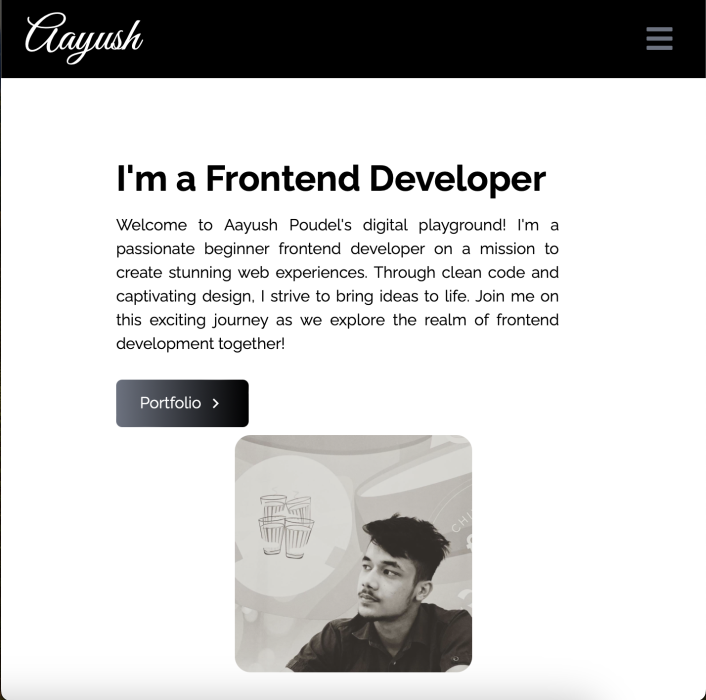 Aayush
I'm a Frontend Developer
Welcome to Aayush Poudel's digital playground! I'm a
passionate beginner frontend developer on a mission to
create stunning web experiences. Through clean code and
captivating design, I strive to bring ideas to life. Join me on
this exciting journey as we explore the realm of frontend
development together!
Portfolio